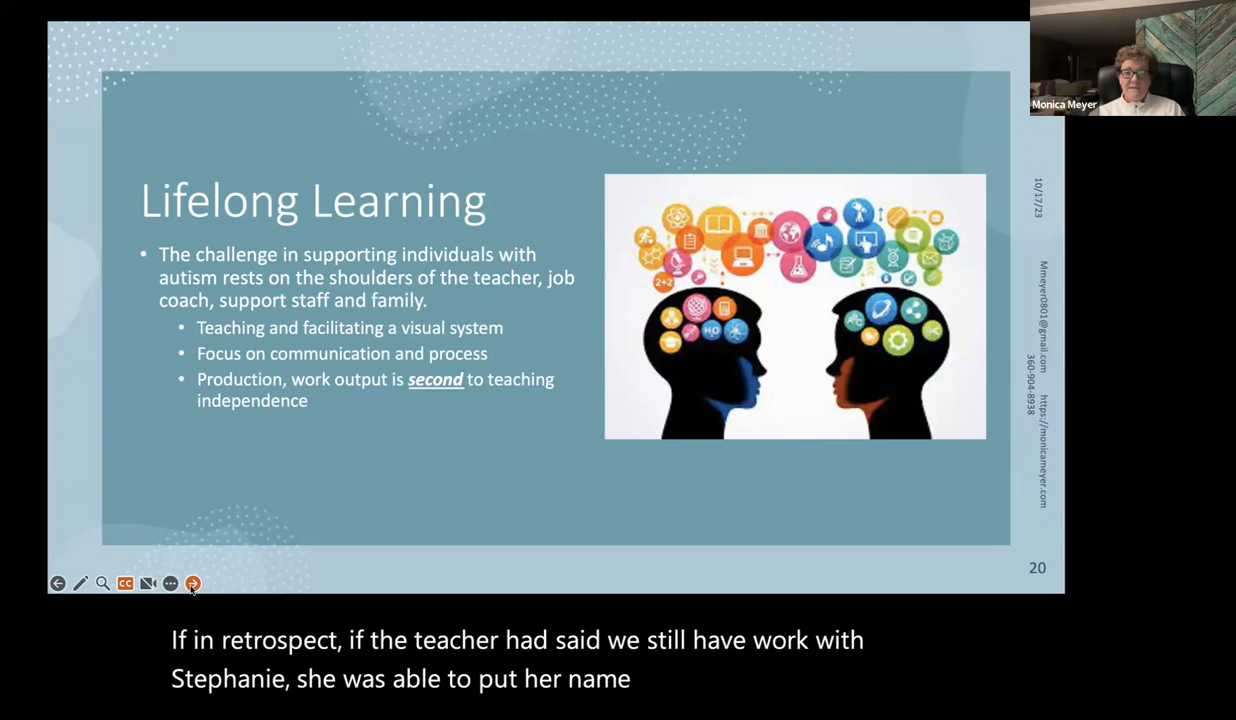 Monica Meyer
Lifelong Learning
• The challenge in supporting individuals with
autism rests on the shoulders of the teacher, job
coach, support staff and family.
• Teaching and facilitating a visual system
• Focus on communication and process
• Production, work output is second to teaching
independence
2+2
H₂O
10/17/23
Mmeyer0801@gmail.com https://monicameyer.com
360-904-8938
20
CC
If in retrospect, if the teacher had said we still have work with
Stephanie, she was able to put her name